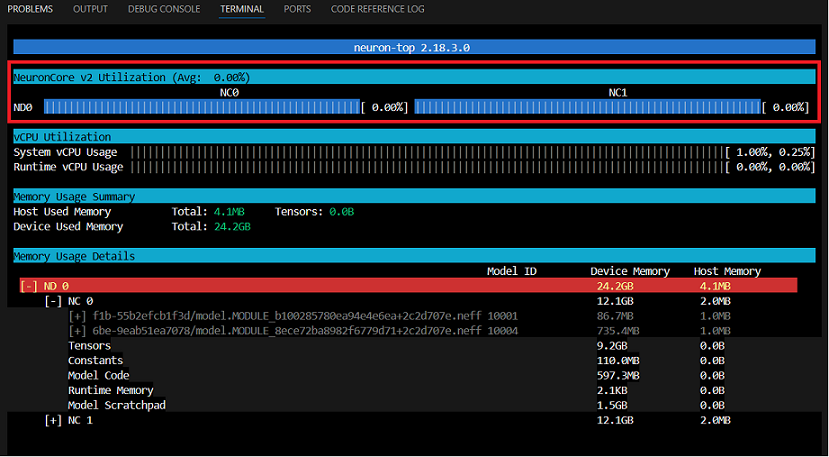 PROBLEMS OUTPUT DEBUG CONSOLE TERMINAL PORTS CODE REFERENCE LOG
neuron-top 2.18.3.0
NeuronCore v2 Utilization (Avg: 0.00%)
NC0 NC1
ND0 [ 0.00%] [ 0.00%]
vCPU Utilization
System vCPU Usage [ 1.00%, 0.25%]
Runtime vCPU Usage [ 0.00%, 0.00%]
Memory Usage Summary
Host Used Memory Total: 4.1MB Tensors: 0.0B
Device Used Memory Total: 24.2GB
Memory Usage Details
Model ID Device Memory Host Memory
[-] ND 0 24.2GB 4.1MB
[-] NC 0 12.1GB 2.0MB
[+] f1b-55b2efcb1f3d/model.MODULE_b100285780ea94e4e6ea+2c2d707e.neff 10001 86.7MB 1.0MB
[+] 6be-9eab51ea7078/model.MODULE_8ece72ba8982f6779d71+2c2d707e.neff 10004 735.4MB 1.0MB
Tensors 9.2GB 0.0B
Constants 110.0MB 0.0B
Model Code 597.3MB 0.0B
Runtime Memory 2.1KB 0.0B
Model Scratchpad 1.5GB 0.0B
[+] NC 1 12.1GB 2.0MB